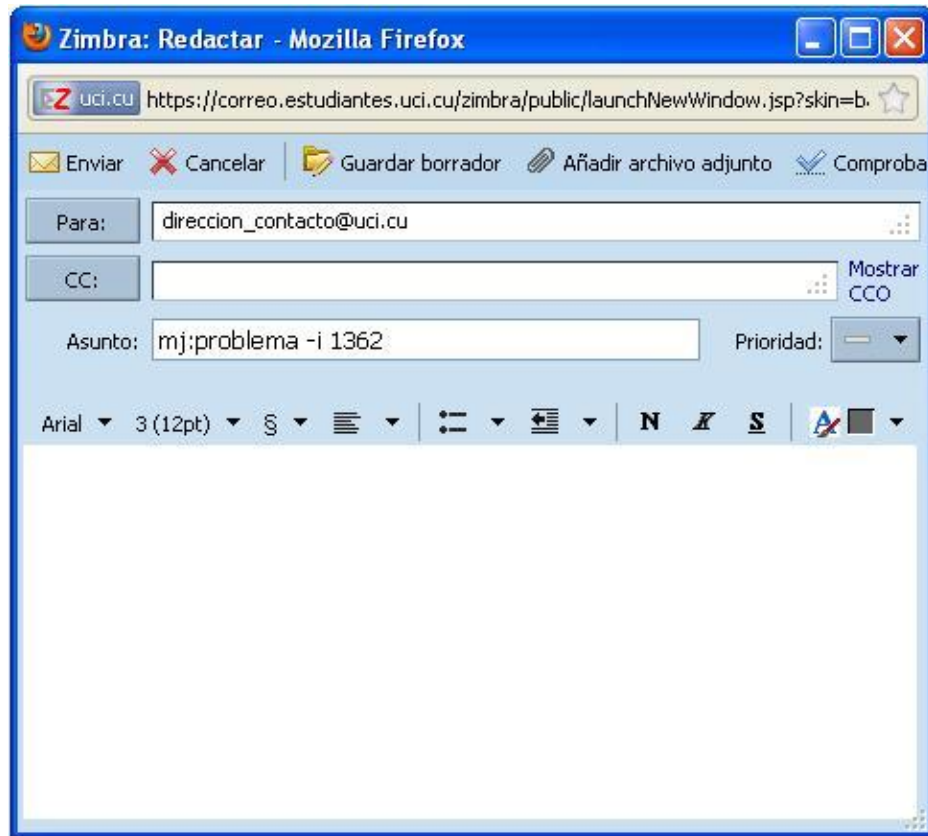 Zimbra: Redactar - Mozilla Firefox
Z uci.cu https://correo.estudiantes.uci.cu/zimbra/public/launchNewWindow.jsp?skin=b
Enviar Cancelar Guardar borrador Añadir archivo adjunto Comproba
Para: direccion_contacto@uci.cu
CC: Mostrar
CCO
Asunto: mj:problema -i 1362 Prioridad:
Arial 3 (12pt) § N K S A